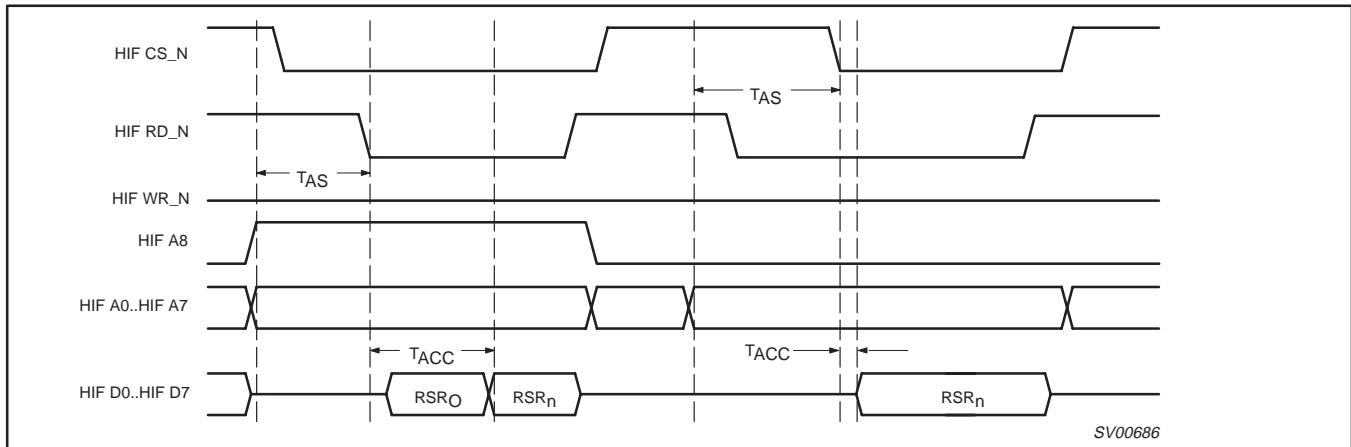 HIF CS_N
TAS
HIF RD_N
TAS
HIF WR_N
HIF A8
HIF A0..HIF A7
TACC
TACC
HIF D0..HIF D7
RSRO
RSRn
RSRn
SV00686